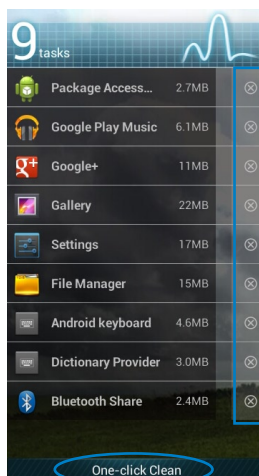 9 tasks
Package Access... 2.7MB
Google Play Music 6.1MB
Google+ 11MB
Gallery 22MB
Settings 17MB
File Manager 15MB
Android keyboard 4.6MB
Dictionary Provider 3.0MB
Bluetooth Share 2.4MB
One-click Clean